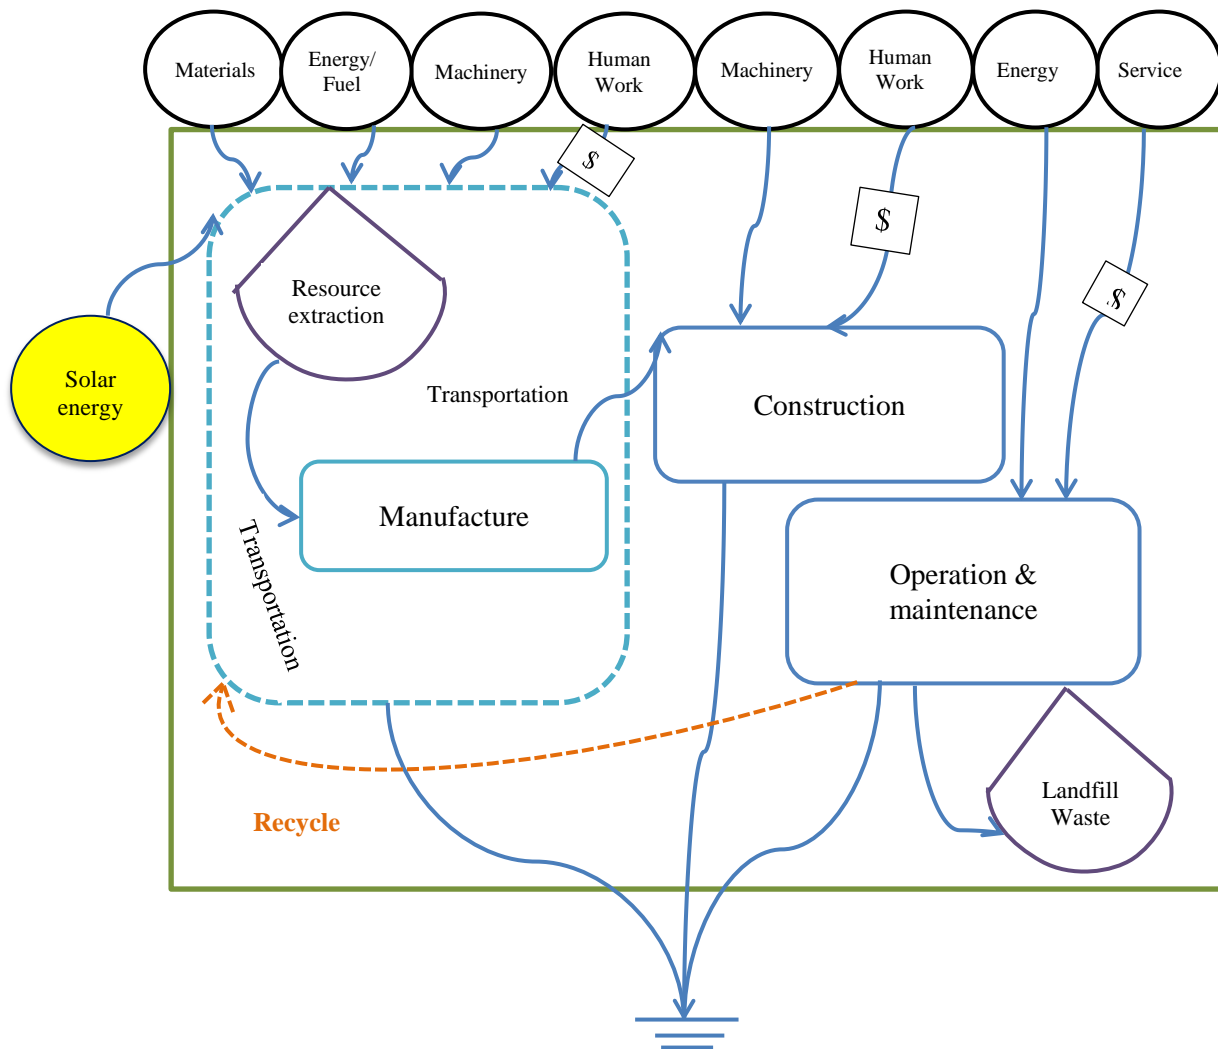 Materials
Energy/
Fuel
Machinery
Human
Work
Machinery
Human
Work
Energy
Service
$
$
$
Solar
energy
Resource
extraction
Transportation
Construction
Manufacture
Transportation
Operation &
maintenance
Recycle
Landfill
Waste